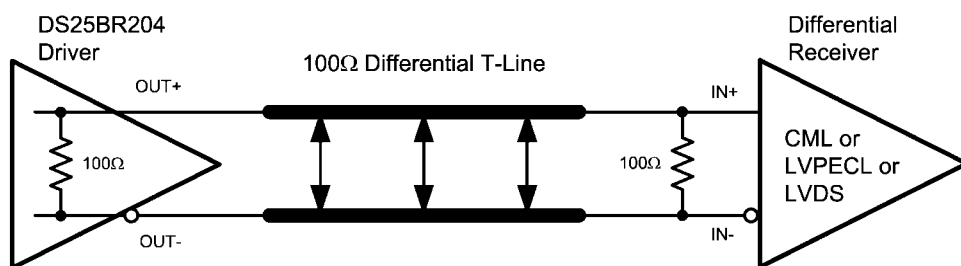 DS25BR204
Driver
Differential
Receiver
100Ω Differential T-Line
OUT+
IN+
100Ω
100Ω
CML or
LVPECL or
LVDS
OUT-
IN-